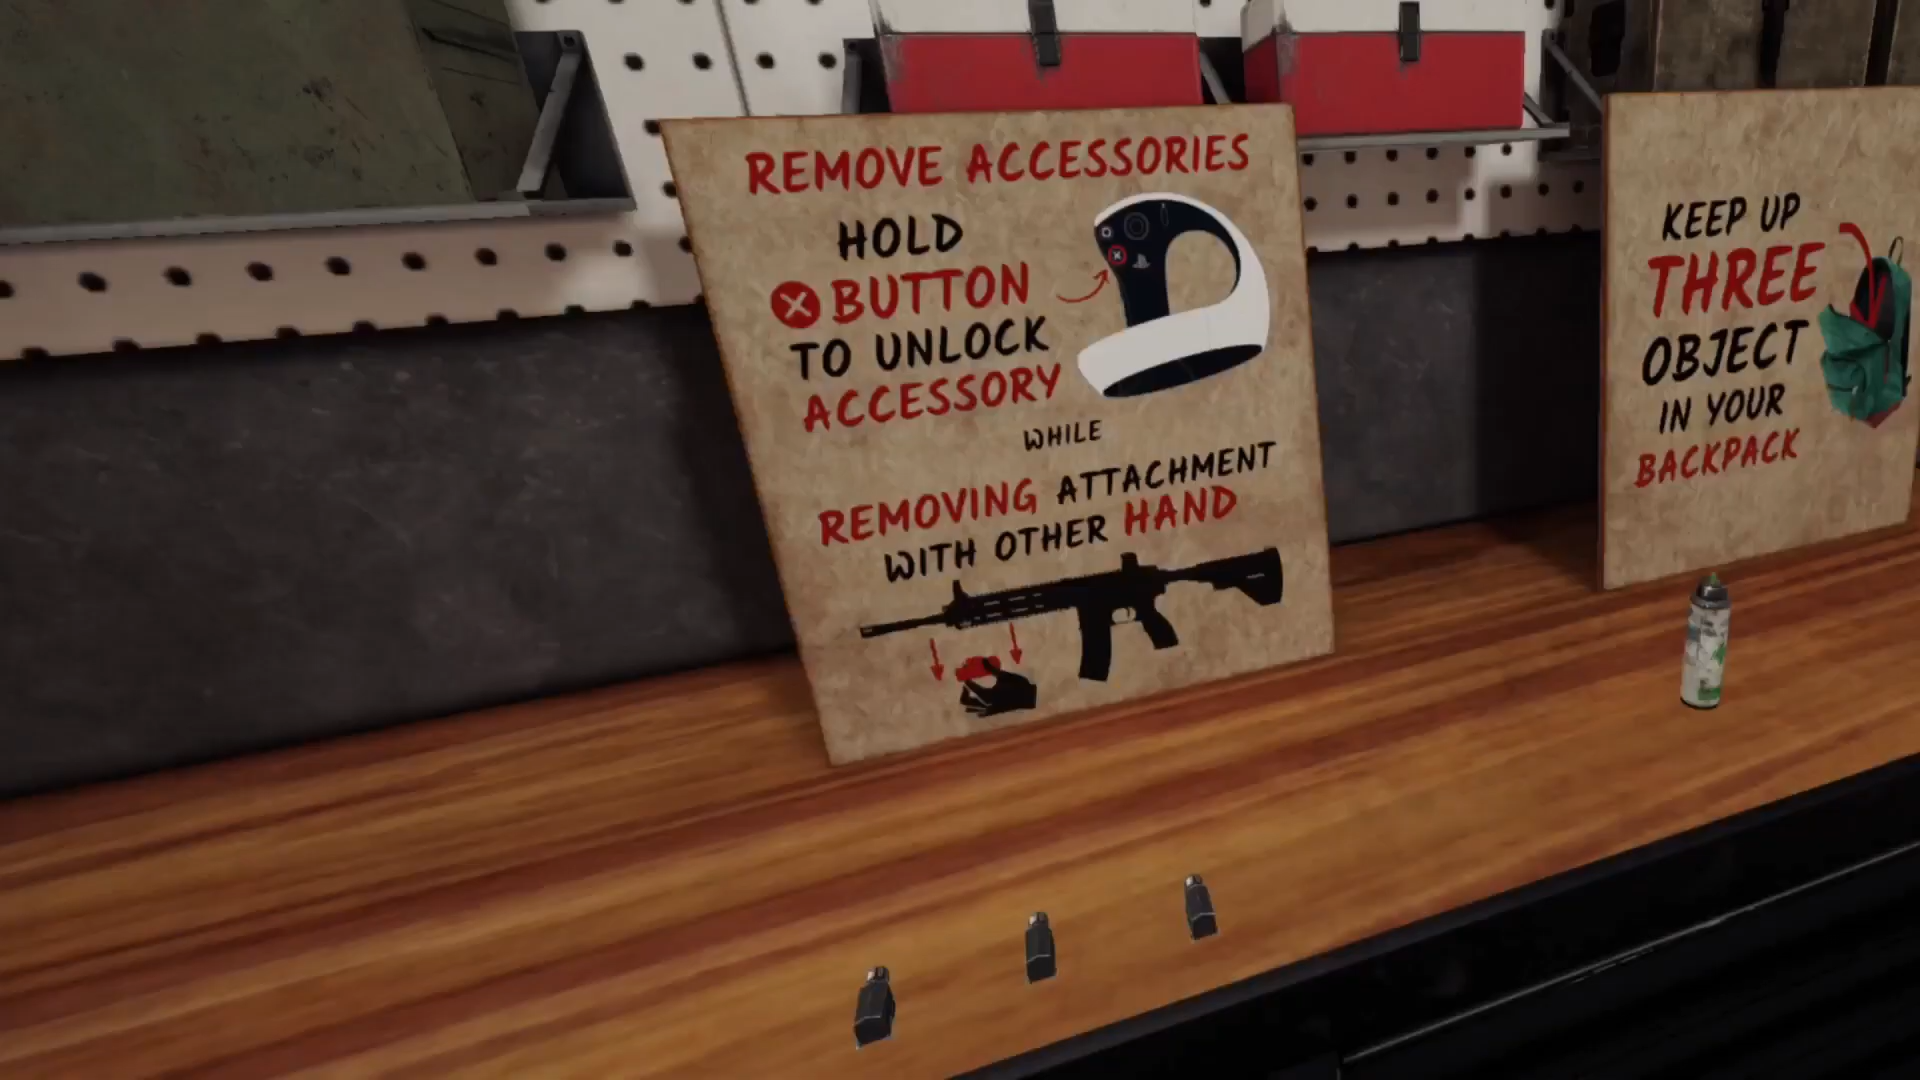 REMOVE ACCESSORIES
HOLD
BUTTON
TO UNLOCK
ACCESSORY
WHILE
REMOVING ATTACHMENT
WITH OTHER HAND
KEEP UP
THREE
OBJECT
IN YOUR
BACKPACK